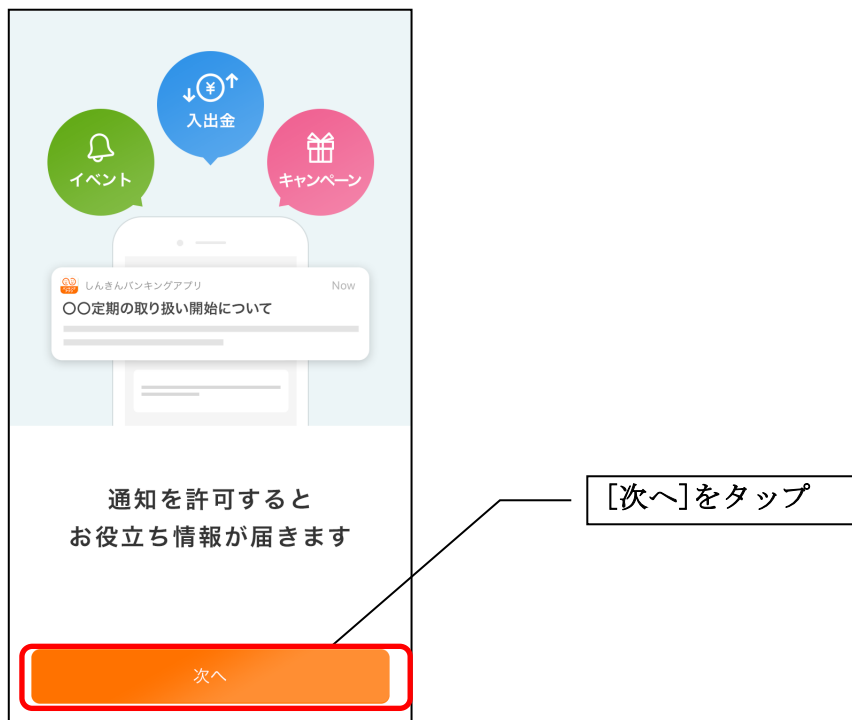 入出金
イベント
キャンペーン
しんきんバンキングアプリ Now
〇〇定期の取り扱い開始について
通知を許可すると
お役立ち情報が届きます
[次へ]をタップ
次へ